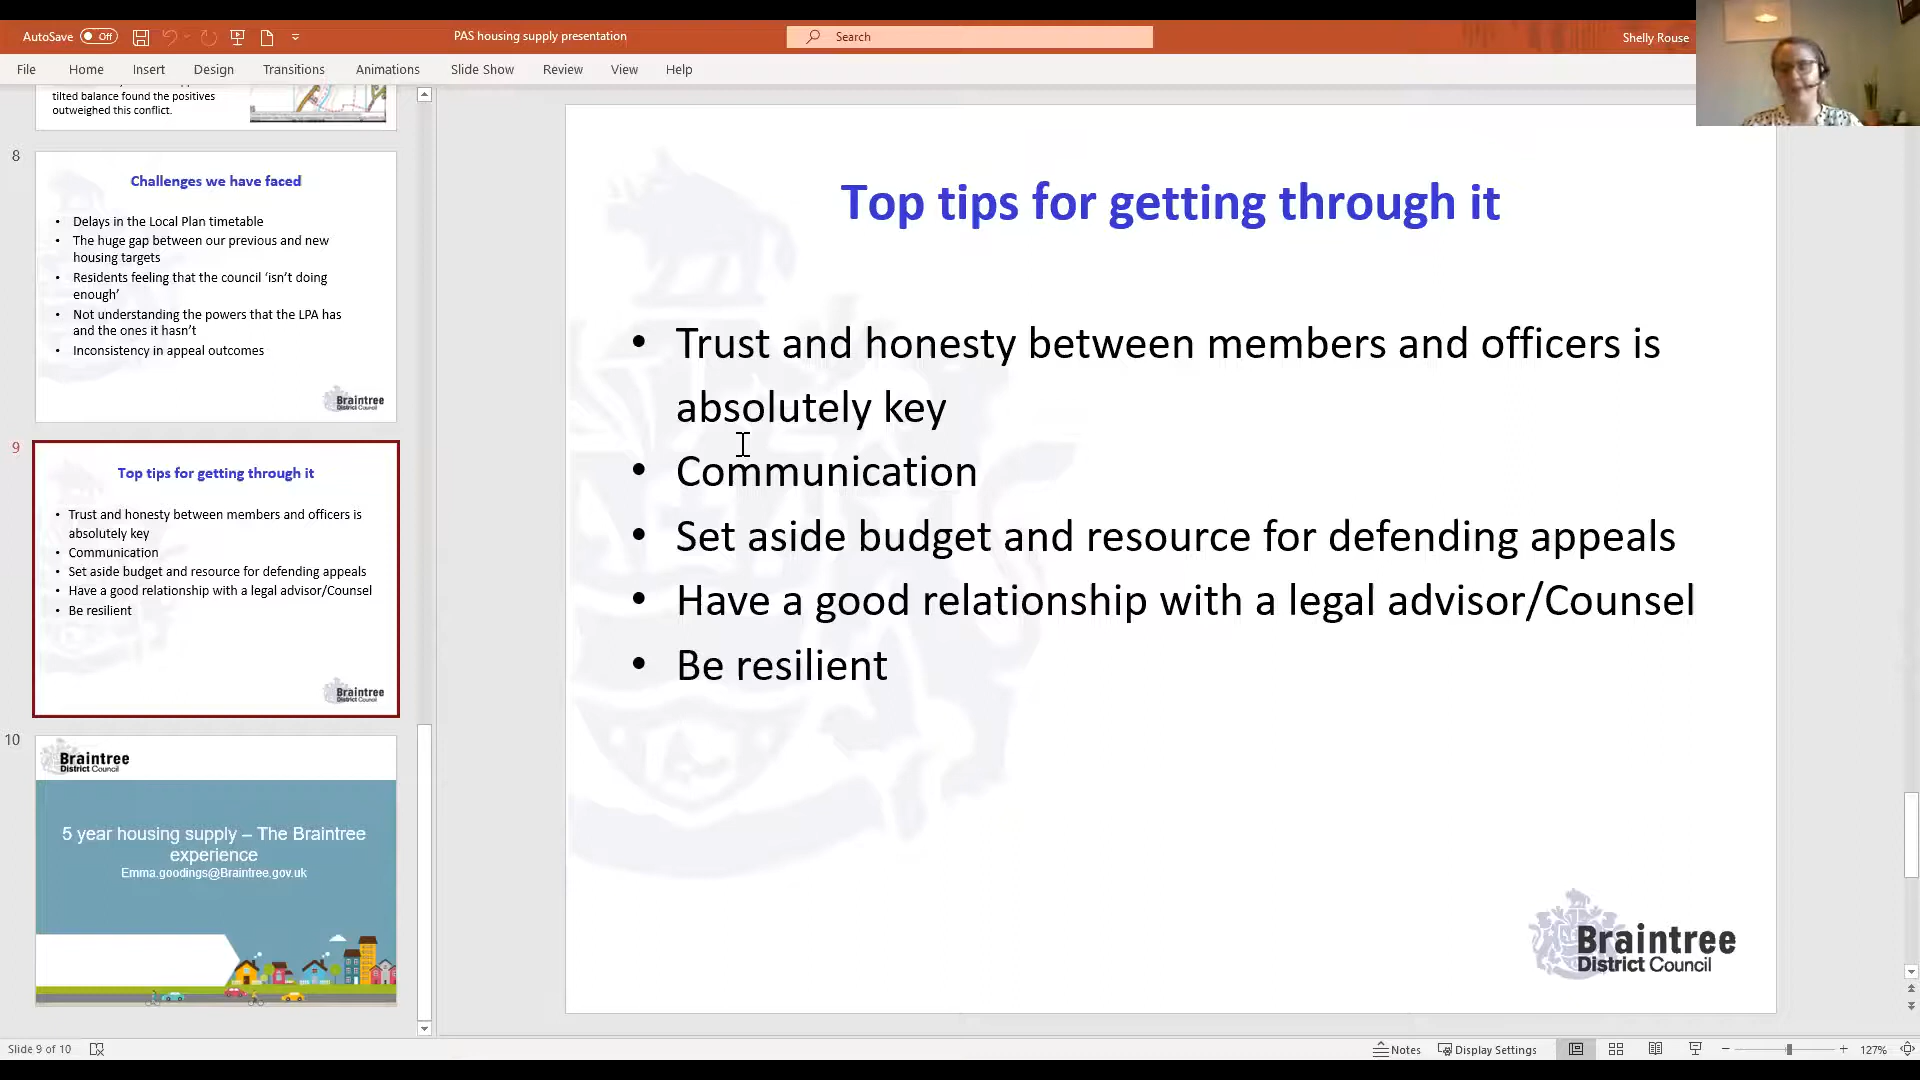 AutoSave Off
PAS housing supply presentation
Search
Shelly Rouse
File Home Insert Design Transitions Animations Slide Show Review View Help
tilted balance found the positives
outweighed this conflict.
8
Challenges we have faced
• Delays in the Local Plan timetable
• The huge gap between our previous and new
housing targets
• Residents feeling that the council ‘isn’t doing
enough’
• Not understanding the powers that the LPA has
and the ones it hasn’t
• Inconsistency in appeal outcomes
Braintree
District Council
9
Top tips for getting through it
• Trust and honesty between members and officers is
absolutely key
• Communication
• Set aside budget and resource for defending appeals
• Have a good relationship with a legal advisor/Counsel
• Be resilient
Braintree
District Council
10
Braintree
District Council
5 year housing supply – The Braintree
experience
Emma.goodings@Braintree.gov.uk
Top tips for getting through it
• Trust and honesty between members and officers is
absolutely key
• Communication
• Set aside budget and resource for defending appeals
• Have a good relationship with a legal advisor/Counsel
• Be resilient
Braintree
District Council
Slide 9 of 10
Notes
Display Settings
127%